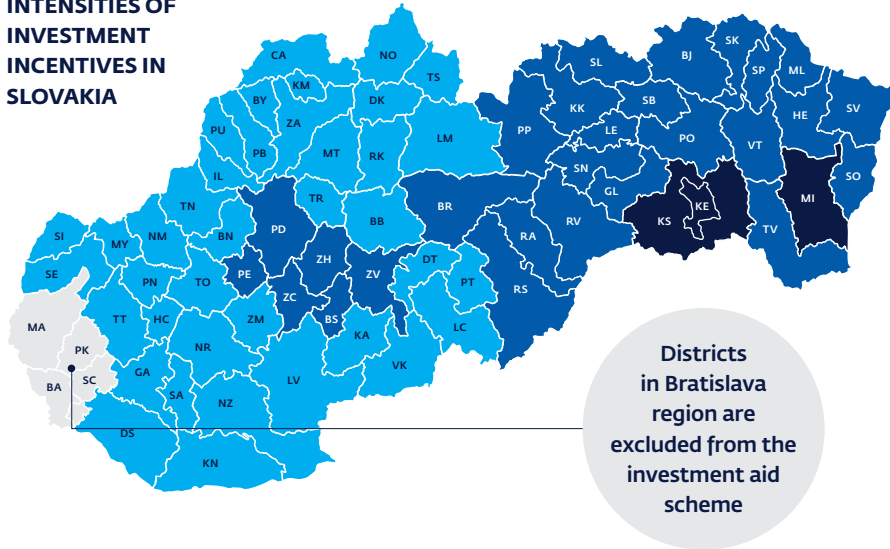 INTENSITIES OF
INVESTMENT
INCENTIVES IN
SLOVAKIA
CA
NO
KM
TS
BY
DK
PU
ZA
LM
PB
MT
RK
IL
TN
TR
BB
SI
MY
NM
BN
PD
SE
PE
ZH
ZV
DT
PN
TO
ZC
PT
MA
TT
HC
ZM
BS
KA
LC
PK
NR
BA
SC
GA
SA
NZ
LV
VK
DS
KN
SL
BJ
SK
SP
ML
PP
KK
SB
HE
SV
LE
PO
VT
SN
SO
GL
BR
KS
KE
MI
RA
RV
TV
RS
Districts
in Bratislava
region are
excluded from the
investment aid
scheme